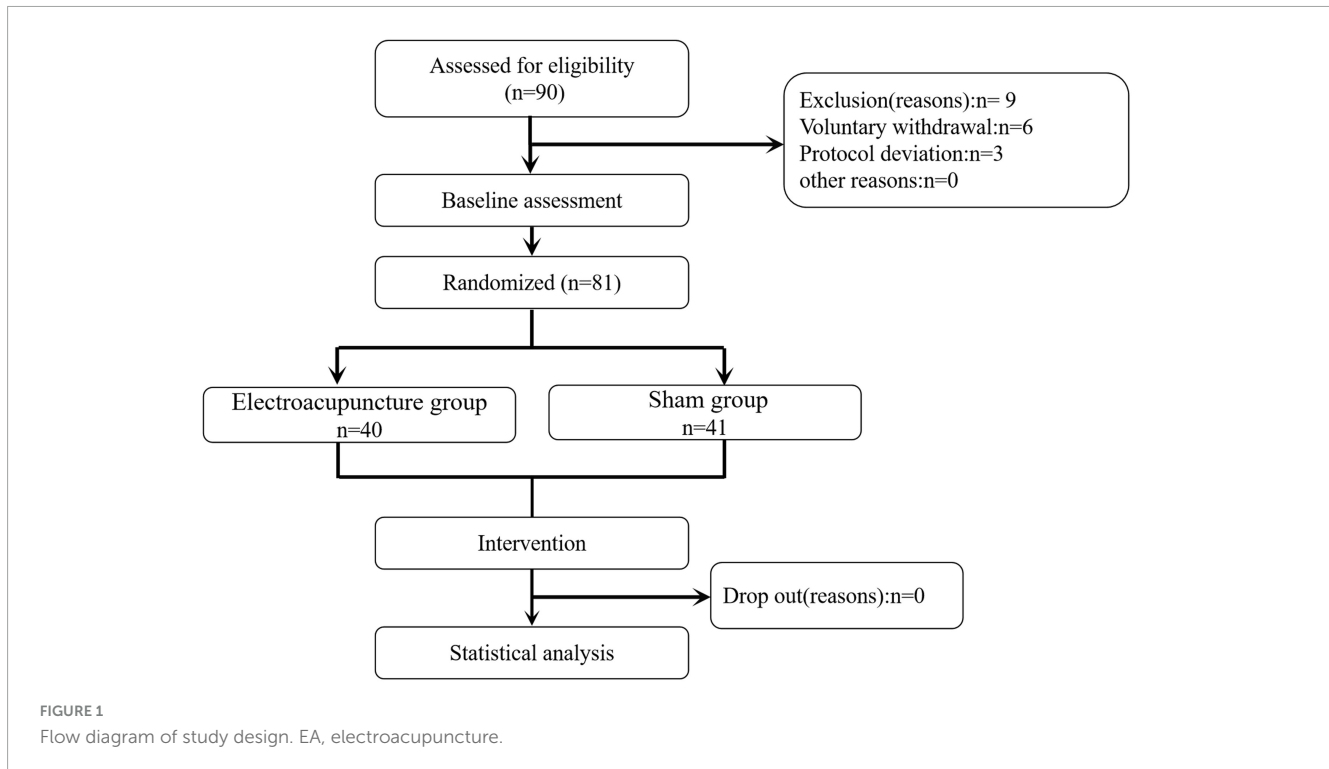 Assessed for eligibility
(n=90)
Exclusion(reasons):n= 9
Voluntary withdrawal:n=6
Protocol deviation:n=3
other reasons:n=0
Baseline assessment
Randomized (n=81)
Electroacupuncture group
n=40
Sham group
n=41
Intervention
Drop out(reasons):n=0
Statistical analysis
FIGURE 1
Flow diagram of study design. EA, electroacupuncture.